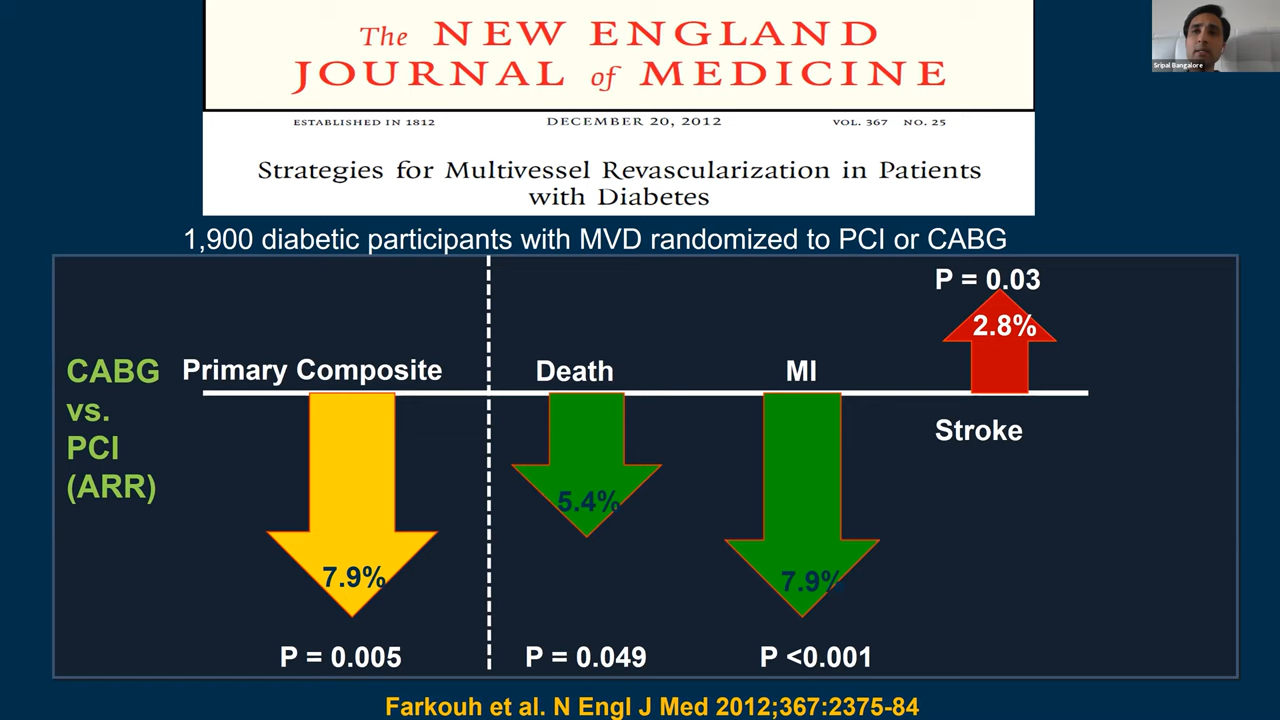 The NEW ENGLAND
JOURNAL of MEDICINE
ESTABLISHED IN 1812
DECEMBER 20, 2012
VOL. 367 NO. 25
Strategies for Multivessel Revascularization in Patients
with Diabetes
Sripal Bangalore
1,900 diabetic participants with MVD randomized to PCI or CABG
CABG
vs.
PCI
(ARR)
Primary Composite
7.9%
P = 0.005
Death
5.4%
P = 0.049
MI
7.9%
P <0.001
P = 0.03
2.8%
Stroke
Farkouh et al. N Engl J Med 2012;367:2375-84